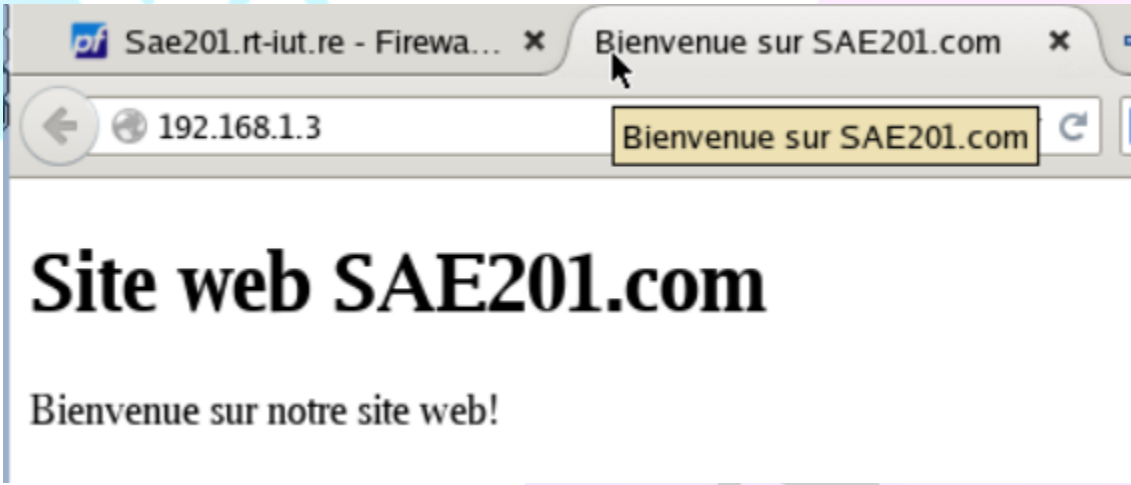 pf Sae201.rt-iut.re - Firewa... × Bienvenue sur SAE201.com ×
192.168.1.3
Bienvenue sur SAE201.com
Site web SAE201.com
Bienvenue sur notre site web!